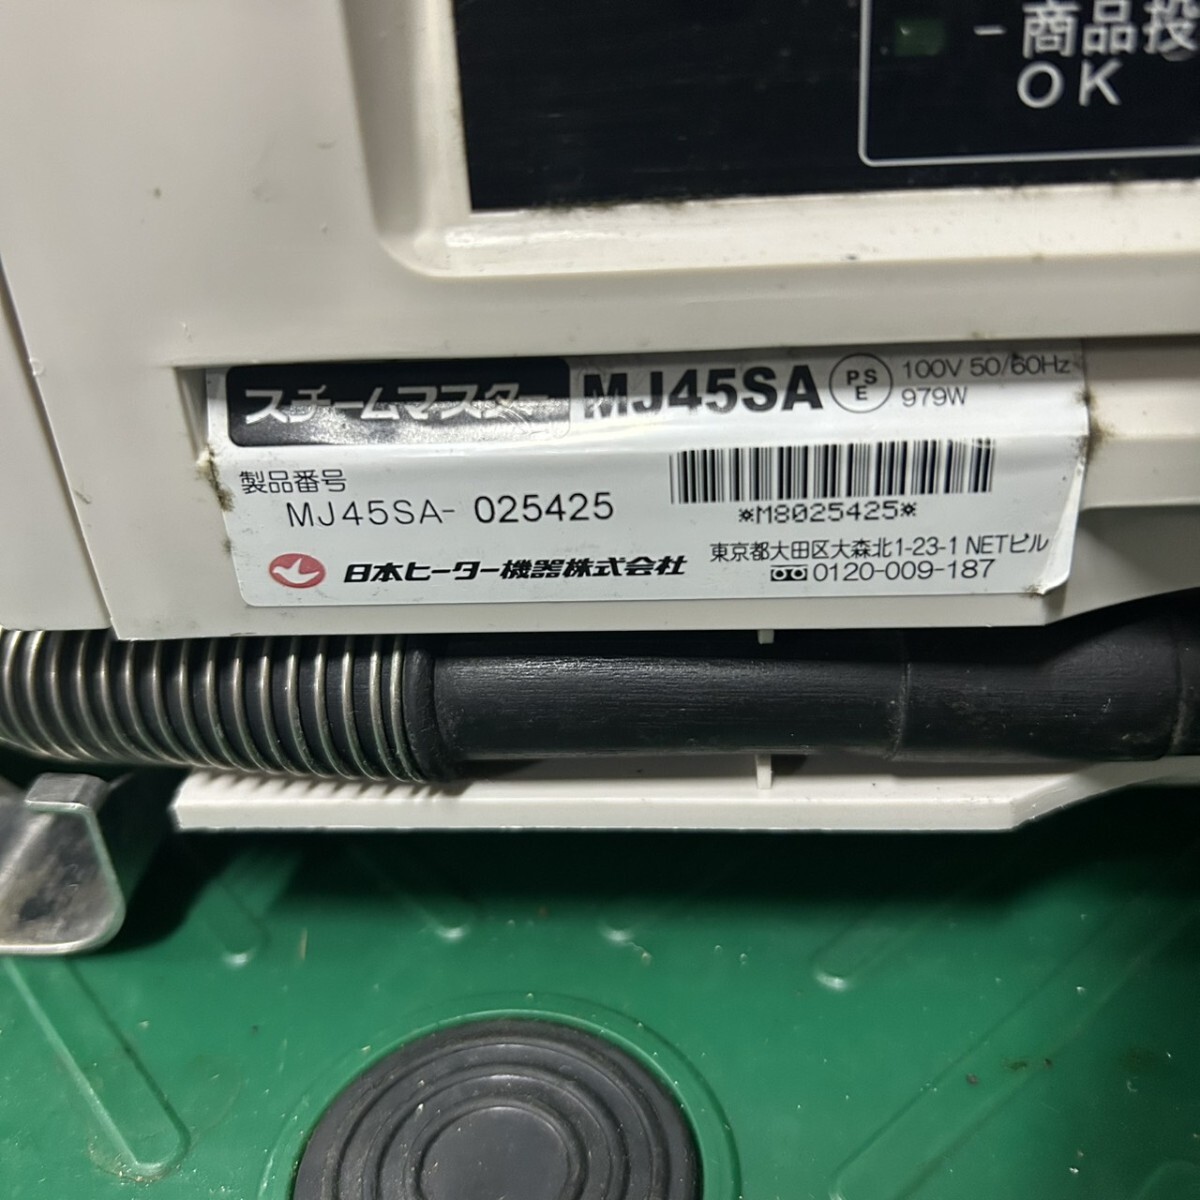 - 商品投
OK
スチームマスター MJ45SA PSE 100V 50/60Hz
979W
製品番号
MJ45SA- 025425
*M8025425*
日本ヒーター機器株式会社
東京都大田区大森北1-23-1 NETビル
0120-009-187